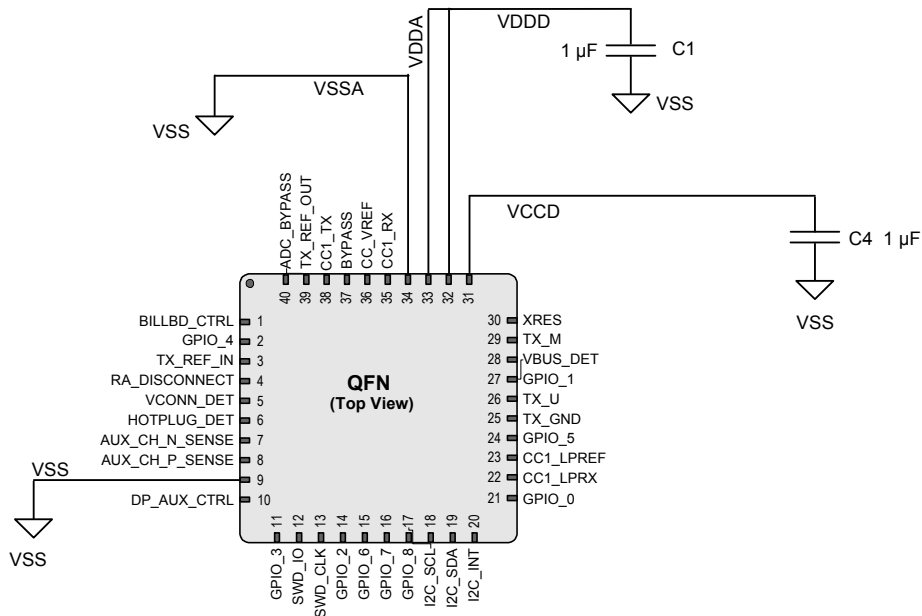 VDDA
VDDD
1 µF
C1
VSS
VSSA
VSS
VCCD
C4 1 µF
VSS
ADC_BYPASS
TX_REF_OUT
CC1_TX
BYPASS
CC_VREF
CC1_RX
40
39
38
37
36
35
34
33
32
31
BILLBD_CTRL 1
GPIO_4 2
TX_REF_IN 3
RA_DISCONNECT 4
VCONN_DET 5
HOTPLUG_DET 6
AUX_CH_N_SENSE 7
AUX_CH_P_SENSE 8
VSS 9
DP_AUX_CTRL 10
VSS
QFN
(Top View)
30 XRES
29 TX_M
28 VBUS_DET
27 GPIO_1
26 TX_U
25 TX_GND
24 GPIO_5
23 CC1_LPREF
22 CC1_LPRX
21 GPIO_0
11
12
13
14
15
16
17
18
19
20
GPIO_3
SWD_IO
SWD_CLK
GPIO_2
GPIO_6
GPIO_7
GPIO_8
I2C_SCL
I2C_SDA
I2C_INT